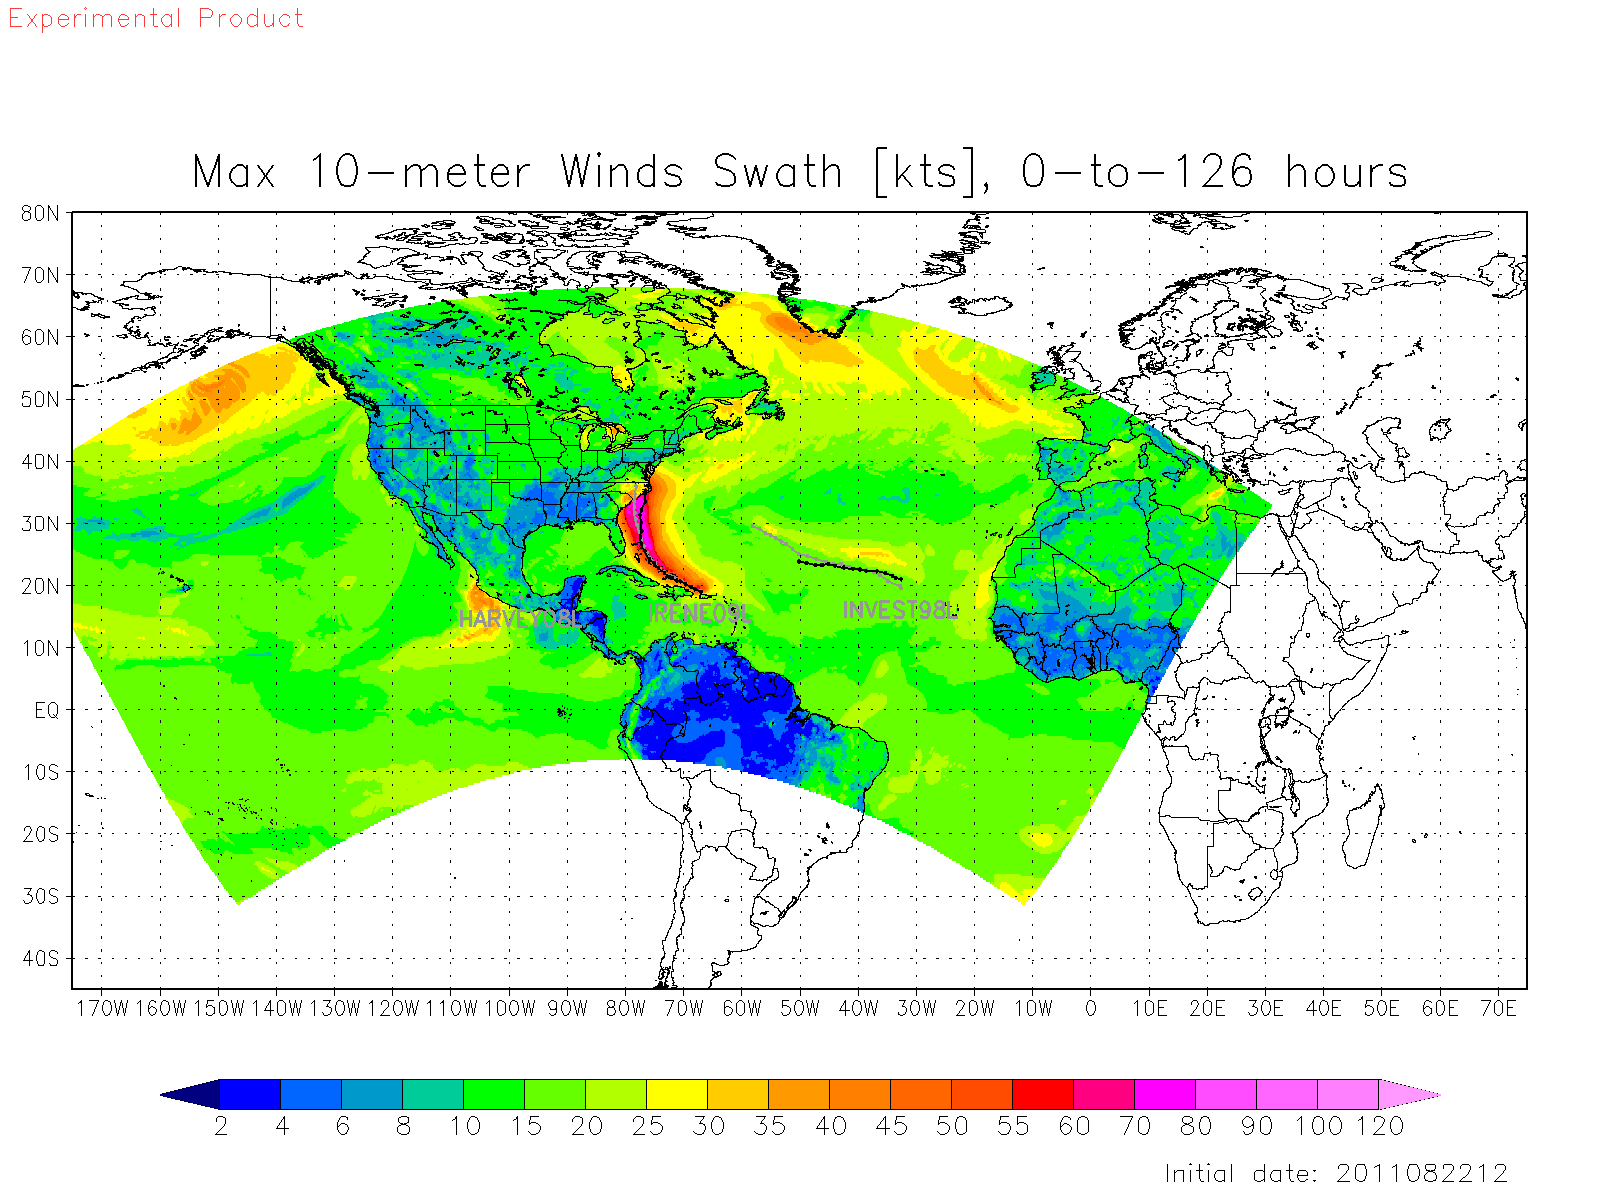 Experimental Product
Max 10-meter Winds Swath [kts], 0-to-126 hours
80N
70N
60N
50N
40N
30N
20N
10N
EQ
10S
20S
30S
40S
HARVEY08L IRENE09L INVEST98L
170W 160W 150W 140W 130W 120W 110W 100W 90W 80W 70W 60W 50W 40W 30W 20W 10W 0 10E 20E 30E 40E 50E 60E 70E
2 4 6 8 10 15 20 25 30 35 40 45 50 55 60 70 80 90 100 120
Initial date: 2011082212